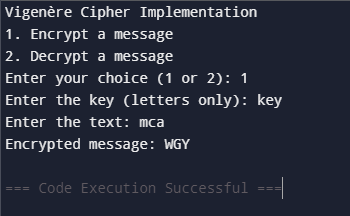 Vigenère Cipher Implementation
1. Encrypt a message
2. Decrypt a message
Enter your choice (1 or 2): 1
Enter the key (letters only): key
Enter the text: mca
Encrypted message: WGY
=== Code Execution Successful ===